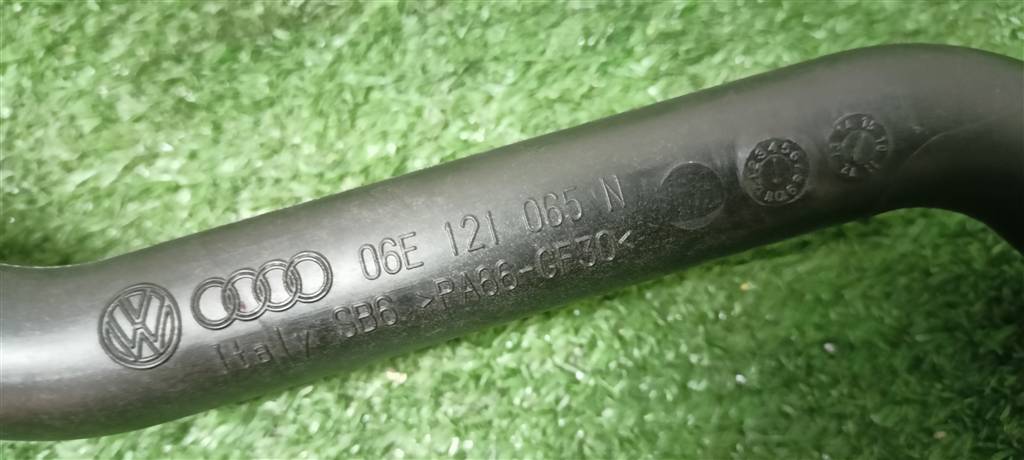 06E 121 065 N
Italy SB6 >PA66-GF30<